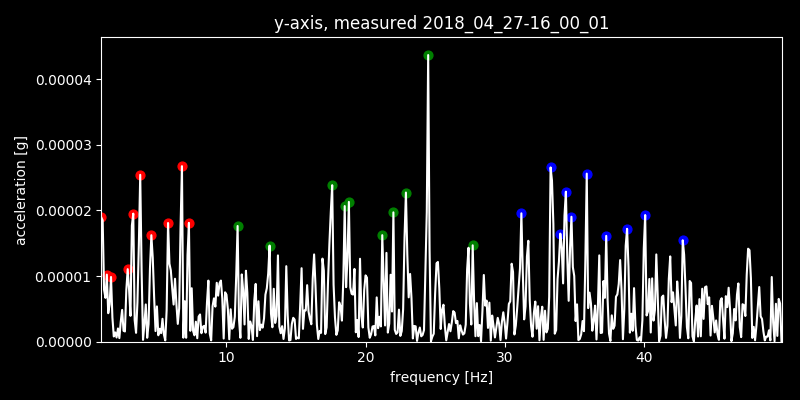 y-axis, measured 2018_04_27-16_00_01
acceleration [g]
0.00004
0.00003
0.00002
0.00001
0.00000
10 20 30 40
frequency [Hz]